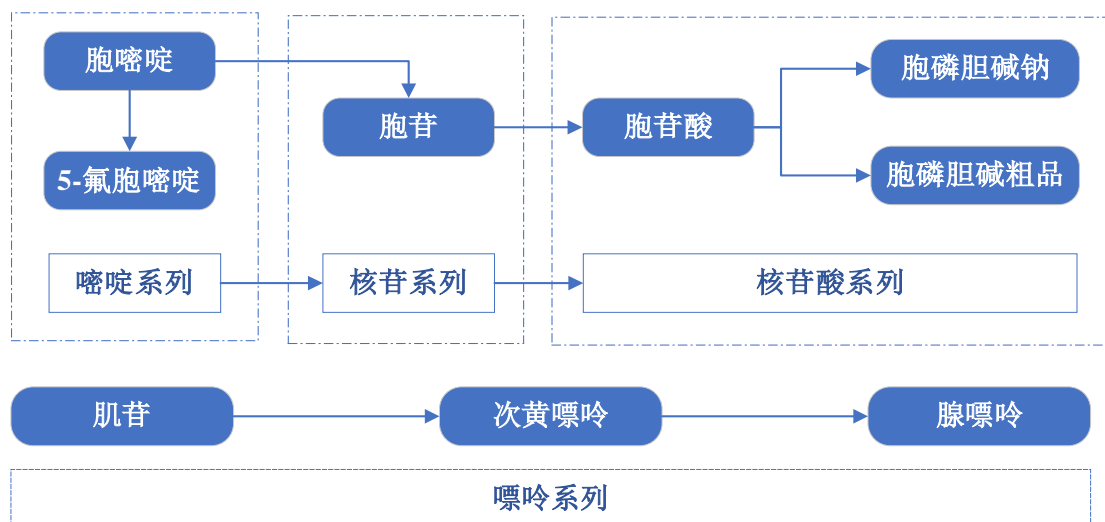 胞嘧啶
5-氟胞嘧啶
嘧啶系列
胞苷
核苷系列
胞苷酸
胞磷胆碱钠
胞磷胆碱粗品
核苷酸系列
肌苷
次黄嘌呤
腺嘌呤
嘌呤系列